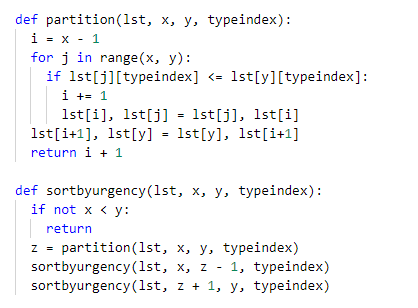 def partition(lst, x, y, typeindex):
  i = x - 1
  for j in range(x, y):
    if lst[j][typeindex] <= lst[y][typeindex]:
      i += 1
      lst[i], lst[j] = lst[j], lst[i]
  lst[i+1], lst[y] = lst[y], lst[i+1]
  return i + 1

def sortbyurgency(lst, x, y, typeindex):
  if not x < y:
    return
  z = partition(lst, x, y, typeindex)
  sortbyurgency(lst, x, z - 1, typeindex)
  sortbyurgency(lst, z + 1, y, typeindex)